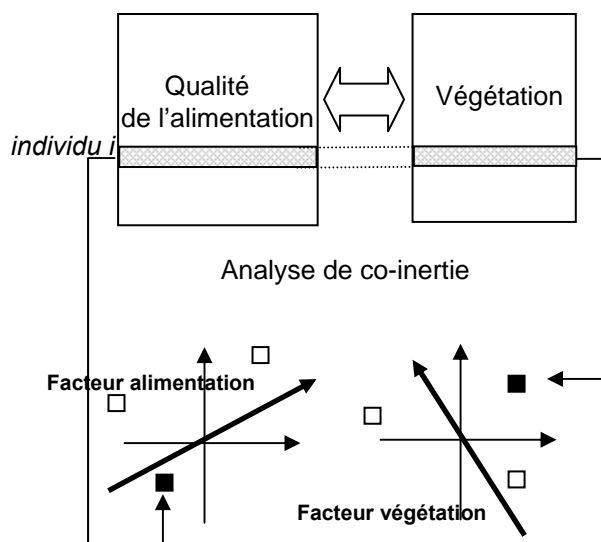 Qualité
de l'alimentation
Végétation
individu i
Analyse de co-inertie
Facteur alimentation
Facteur végétation